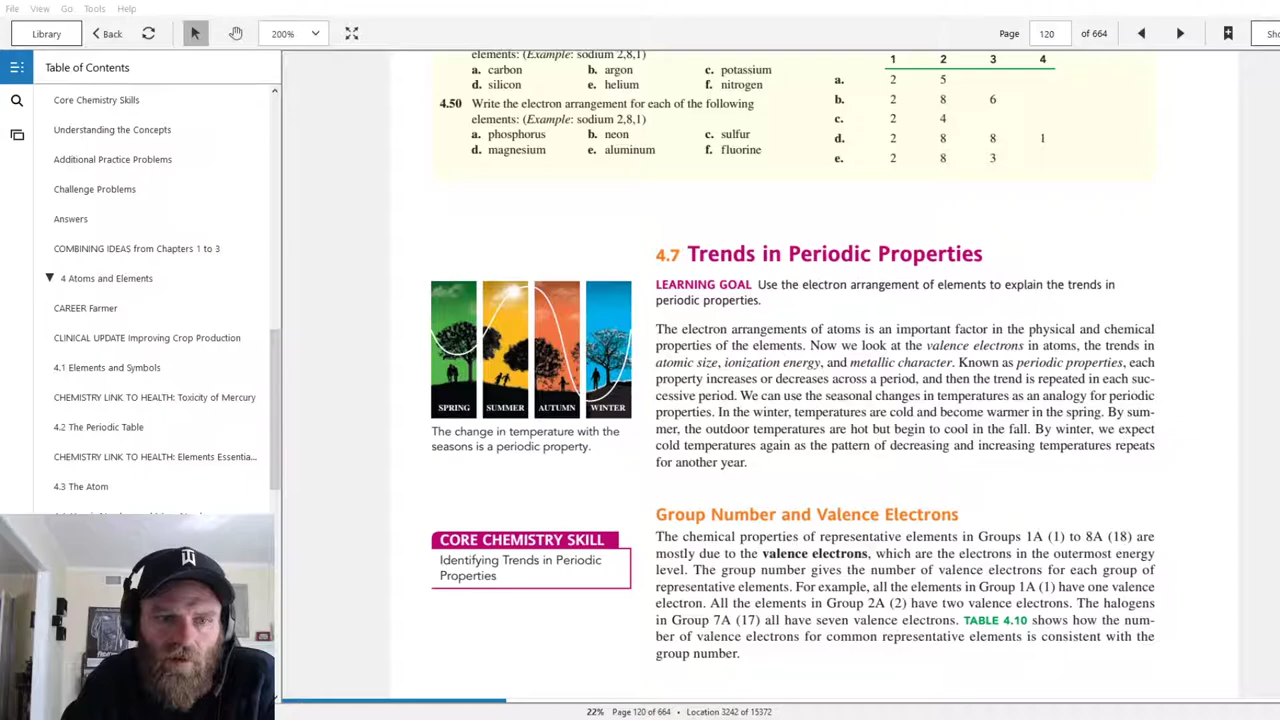 File View Go Tools Help
Library Back 200% Page 120 of 664
Table of Contents
Core Chemistry Skills
Understanding the Concepts
Additional Practice Problems
Challenge Problems
Answers
COMBINING IDEAS from Chapters 1 to 3
4 Atoms and Elements
CAREER Farmer
CLINICAL UPDATE Improving Crop Production
4.1 Elements and Symbols
CHEMISTRY LINK TO HEALTH: Toxicity of Mercury
4.2 The Periodic Table
CHEMISTRY LINK TO HEALTH: Elements Essentia...
4.3 The Atom
elements: (Example: sodium 2,8,1)
a. carbon b. argon c. potassium
d. silicon e. helium f. nitrogen
4.50 Write the electron arrangement for each of the following
elements: (Example: sodium 2,8,1)
a. phosphorus b. neon c. sulfur
d. magnesium e. aluminum f. fluorine
1 2 3 4
a. 2 5
b. 2 8 6
c. 2 4
d. 2 8 8 1
e. 2 8 3
4.7 Trends in Periodic Properties
LEARNING GOAL Use the electron arrangement of elements to explain the trends in
periodic properties.
SPRING SUMMER AUTUMN WINTER
The change in temperature with the
seasons is a periodic property.
The electron arrangements of atoms is an important factor in the physical and chemical
properties of the elements. Now we look at the valence electrons in atoms, the trends in
atomic size, ionization energy, and metallic character. Known as periodic properties, each
property increases or decreases across a period, and then the trend is repeated in each suc-
cessive period. We can use the seasonal changes in temperatures as an analogy for periodic
properties. In the winter, temperatures are cold and become warmer in the spring. By sum-
mer, the outdoor temperatures are hot but begin to cool in the fall. By winter, we expect
cold temperatures again as the pattern of decreasing and increasing temperatures repeats
for another year.
CORE CHEMISTRY SKILL
Identifying Trends in Periodic
Properties
Group Number and Valence Electrons
The chemical properties of representative elements in Groups 1A (1) to 8A (18) are
mostly due to the valence electrons, which are the electrons in the outermost energy
level. The group number gives the number of valence electrons for each group of
representative elements. For example, all the elements in Group 1A (1) have one valence
electron. All the elements in Group 2A (2) have two valence electrons. The halogens
in Group 7A (17) all have seven valence electrons. TABLE 4.10 shows how the num-
ber of valence electrons for common representative elements is consistent with the
group number.
22% Page 120 of 664 • Location 3242 of 15372